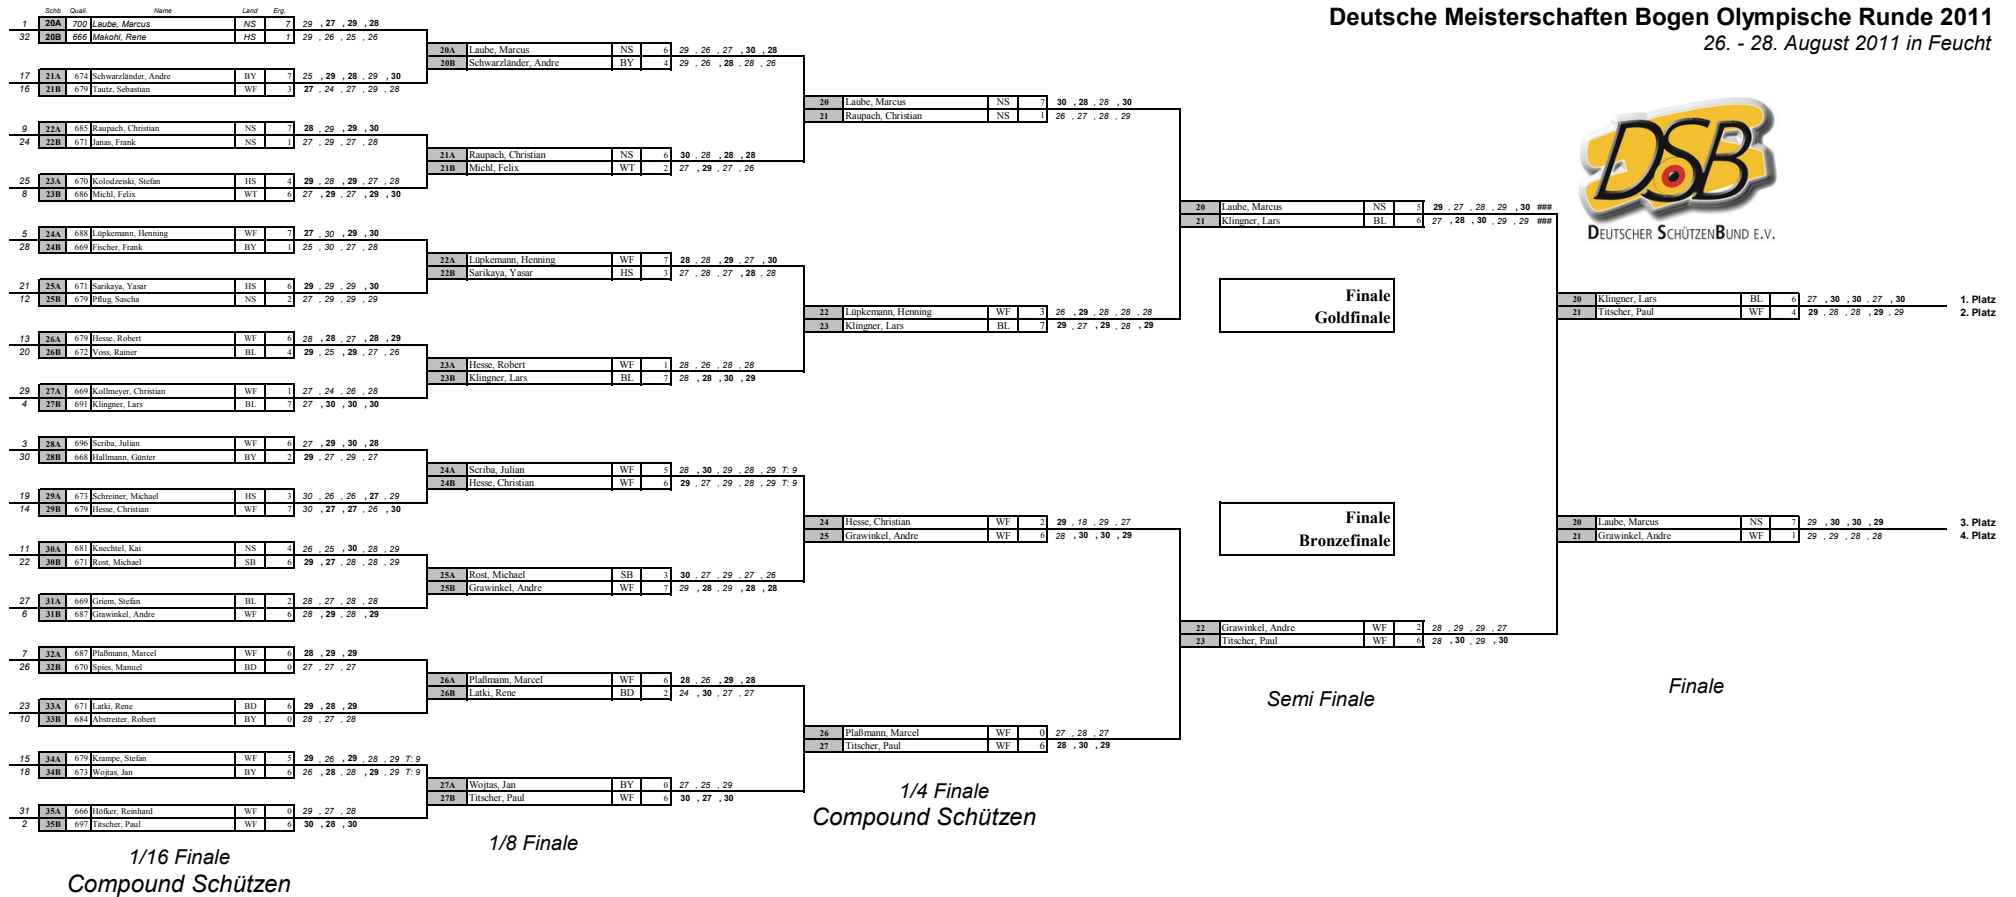 Deutsche Meisterschaften Bogen Olympische Runde 2011
26. - 28. August 2011 in Feucht
Schb Quali. Name Land Erg.
1 20A 700 Laube, Marcus NS 7 29 , 27 , 29 , 28
32 20B 666 Makohl, Rene HS 1 29 , 26 , 25 , 26
17 21A 674 Schwarzländer, Andre BY 7 25 , 29 , 28 , 29 , 30
16 21B 679 Tautz, Sebastian WF 3 27 , 24 , 27 , 29 , 28
9 22A 685 Raupach, Christian NS 7 28 , 29 , 29 , 30
24 22B 671 Janas, Frank NS 1 27 , 29 , 27 , 28
25 23A 670 Kolodzeiski, Stefan HS 4 29 , 28 , 29 , 27 , 28
8 23B 686 Michl, Felix WT 6 27 , 29 , 27 , 29 , 30
5 24A 688 Lüpkemann, Henning WF 7 27 , 30 , 29 , 30
28 24B 669 Fischer, Frank BY 1 25 , 30 , 27 , 28
21 25A 671 Sarikaya, Yasar HS 6 29 , 29 , 29 , 30
12 25B 679 Pflug, Sascha NS 2 27 , 29 , 29 , 29
13 26A 679 Hesse, Robert WF 6 28 , 28 , 27 , 28 , 29
20 26B 672 Voss, Rainer BL 4 29 , 25 , 29 , 27 , 26
29 27A 669 Kollmeyer, Christian WF 1 27 , 24 , 26 , 28
4 27B 691 Klingner, Lars BL 7 27 , 30 , 30 , 30
3 28A 696 Scriba, Julian WF 6 27 , 29 , 30 , 28
30 28B 668 Hallmann, Günter BY 2 29 , 27 , 29 , 27
19 29A 673 Schreiner, Michael HS 3 30 , 26 , 26 , 27 , 29
14 29B 679 Hesse, Christian WF 7 30 , 27 , 27 , 26 , 30
11 30A 681 Knechtel, Kai NS 4 26 , 25 , 30 , 28 , 29
22 30B 671 Rost, Michael SB 6 29 , 27 , 28 , 28 , 29
27 31A 669 Griem, Stefan BL 2 28 , 27 , 28 , 28
6 31B 687 Grawinkel, Andre WF 6 28 , 29 , 28 , 29
7 32A 687 Plaßmann, Marcel WF 6 28 , 29 , 29
26 32B 670 Spies, Manuel BD 0 27 , 27 , 27
23 33A 671 Latki, Rene BD 6 29 , 28 , 29
10 33B 684 Abstreiter, Robert BY 0 28 , 27 , 28
15 34A 679 Krampe, Stefan WF 5 29 , 26 , 29 , 28 , 29 T: 9
18 34B 673 Wojtas, Jan BY 6 26 , 28 , 28 , 29 , 29 T: 9
31 35A 666 Höfker, Reinhard WF 0 29 , 27 , 28
2 35B 697 Titscher, Paul WF 6 30 , 28 , 30
1/16 Finale
Compound Schützen
20A Laube, Marcus NS 6 29 , 26 , 27 , 30 , 28
20B Schwarzländer, Andre BY 4 29 , 26 , 28 , 28 , 26
21A Raupach, Christian NS 6 30 , 28 , 28 , 28
21B Michl, Felix WT 2 27 , 29 , 27 , 26
22A Lüpkemann, Henning WF 7 28 , 28 , 29 , 27 , 30
22B Sarikaya, Yasar HS 3 27 , 28 , 27 , 28 , 28
23A Hesse, Robert WF 1 28 , 26 , 28 , 28
23B Klingner, Lars BL 7 28 , 28 , 30 , 29
24A Scriba, Julian WF 5 28 , 30 , 29 , 28 , 29 T: 9
24B Hesse, Christian WF 6 29 , 27 , 29 , 28 , 29 T: 9
25A Rost, Michael SB 3 30 , 27 , 29 , 27 , 26
25B Grawinkel, Andre WF 7 29 , 28 , 29 , 28 , 28
26A Plaßmann, Marcel WF 6 28 , 26 , 29 , 28
26B Latki, Rene BD 2 24 , 30 , 27 , 27
27A Wojtas, Jan BY 0 27 , 25 , 29
27B Titscher, Paul WF 6 30 , 27 , 30
1/8 Finale
20 Laube, Marcus NS 7 30 , 28 , 28 , 30
21 Raupach, Christian NS 1 26 , 27 , 28 , 29
22 Lüpkemann, Henning WF 3 26 , 29 , 28 , 28 , 28
23 Klingner, Lars BL 7 29 , 27 , 29 , 28 , 29
24 Hesse, Christian WF 2 29 , 18 , 29 , 27
25 Grawinkel, Andre WF 6 28 , 30 , 30 , 29
26 Plaßmann, Marcel WF 0 27 , 28 , 27
27 Titscher, Paul WF 6 28 , 30 , 29
1/4 Finale
Compound Schützen
20 Laube, Marcus NS 5 29 , 27 , 28 , 29 , 30 ###
21 Klingner, Lars BL 6 27 , 28 , 30 , 29 , 29 ###
Finale
Goldfinale
Finale
Bronzefinale
22 Grawinkel, Andre WF 2 28 , 29 , 29 , 27
23 Titscher, Paul WF 6 28 , 30 , 29 , 30
Semi Finale
DSB
DEUTSCHER SCHÜTZENBUND E.V.
20 Klingner, Lars BL 6 27 , 30 , 30 , 27 , 30 1. Platz
21 Titscher, Paul WF 4 29 , 28 , 28 , 29 , 29 2. Platz
20 Laube, Marcus NS 7 29 , 30 , 30 , 29 3. Platz
21 Grawinkel, Andre WF 1 29 , 29 , 28 , 28 4. Platz
Finale